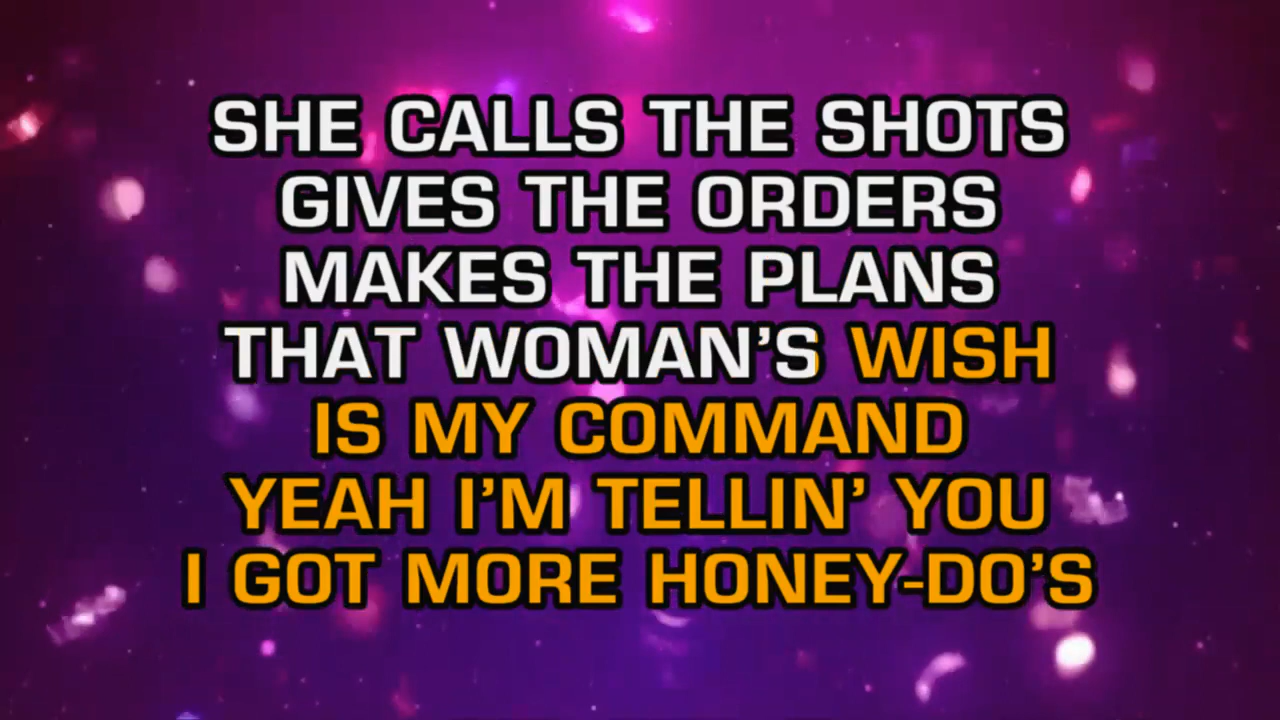 SHE CALLS THE SHOTS
GIVES THE ORDERS
MAKES THE PLANS
THAT WOMAN’S WISH
IS MY COMMAND
YEAH I’M TELLIN’ YOU
I GOT MORE HONEY-DO’S